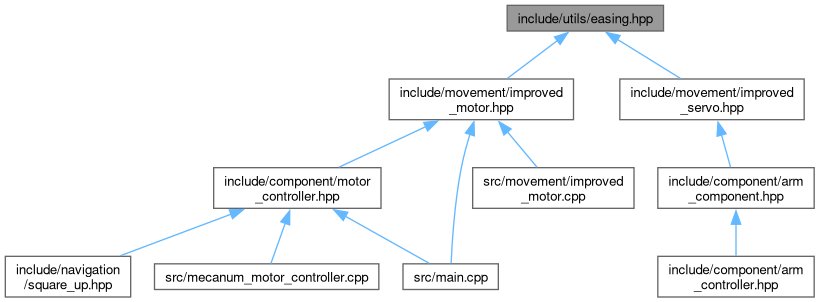 include/utils/easing.hpp
include/movement/improved
_motor.hpp
include/movement/improved
_servo.hpp
include/component/motor
_controller.hpp
src/movement/improved
_motor.cpp
include/component/arm
_component.hpp
include/navigation
/square_up.hpp
src/mecanum_motor_controller.cpp
src/main.cpp
include/component/arm
_controller.hpp